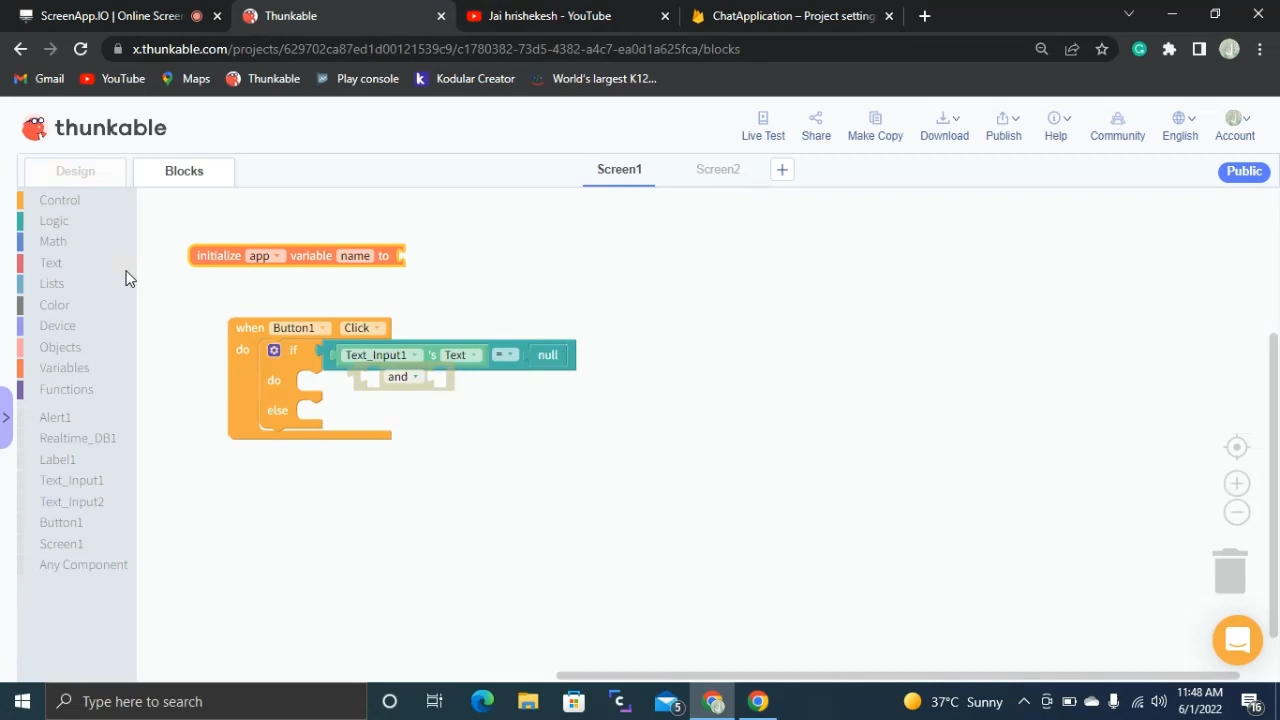 ScreenApp.IO | Online Screen
Thunkable
Jai hrishekesh - YouTube
ChatApplication – Project setting
x.thunkable.com/projects/629702ca87ed1d00121539c9/c1780382-73d5-4382-a4c7-ea0d1a625fca/blocks
Gmail
YouTube
Maps
Thunkable
Play console
Kodular Creator
World's largest K12...
thunkable
Live Test
Share
Make Copy
Download
Publish
Help
Community
English
Account
Design
Blocks
Screen1
Screen2
Public
Control
Logic
Math
Text
Lists
Color
Device
Objects
Variables
Functions
Alert1
Realtime_DB1
Label1
Text_Input1
Text_Input2
Button1
Screen1
Any Component
initialize app variable name to
when Button1 Click
do if Text_Input1 's Text = null
and
do
else
Type here to search
5
37°C Sunny
11:48 AM
6/1/2022
16